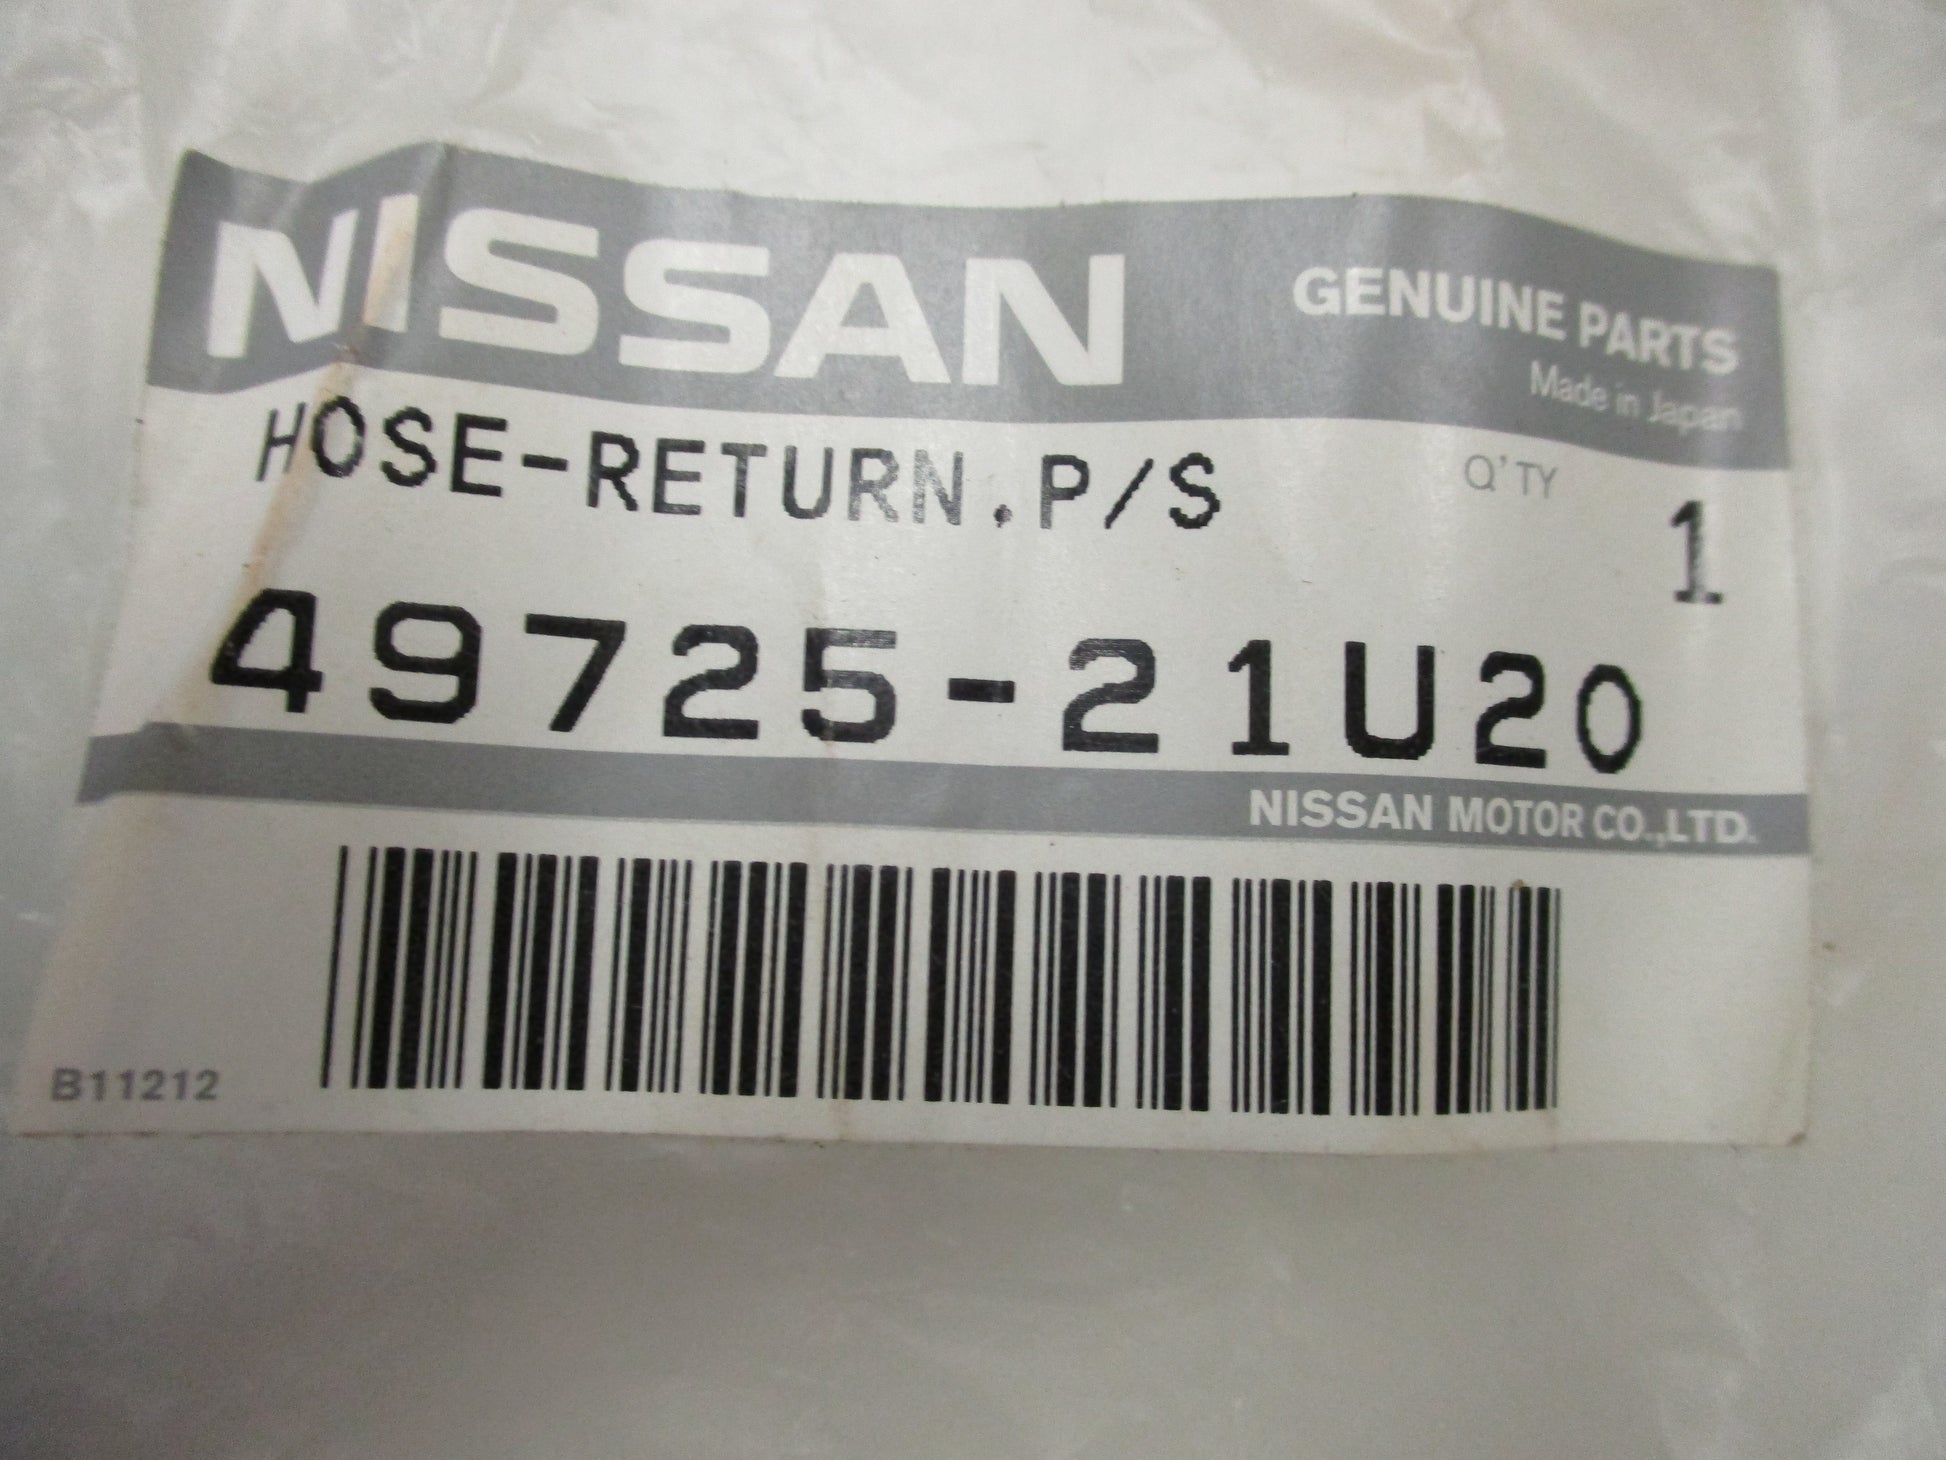 NISSAN
GENUINE PARTS
Made in Japan
HOSE-RETURN.P/S
Q'TY 1
49725-21U20
NISSAN MOTOR CO.,LTD.
B11212